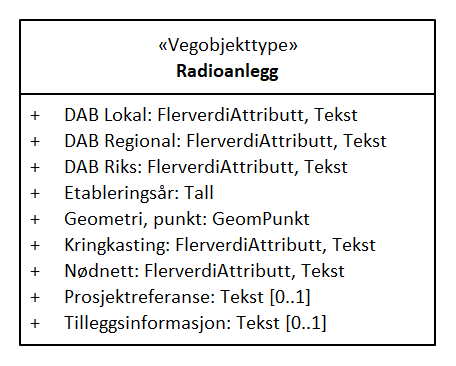 «Vegobjekttype»
Radioanlegg
+ DAB Lokal: FlerverdiAttributt, Tekst
+ DAB Regional: FlerverdiAttributt, Tekst
+ DAB Riks: FlerverdiAttributt, Tekst
+ Etableringsår: Tall
+ Geometri, punkt: GeomPunkt
+ Kringkasting: FlerverdiAttributt, Tekst
+ Nødnett: FlerverdiAttributt, Tekst
+ Prosjektreferanse: Tekst [0..1]
+ Tilleggsinformasjon: Tekst [0..1]